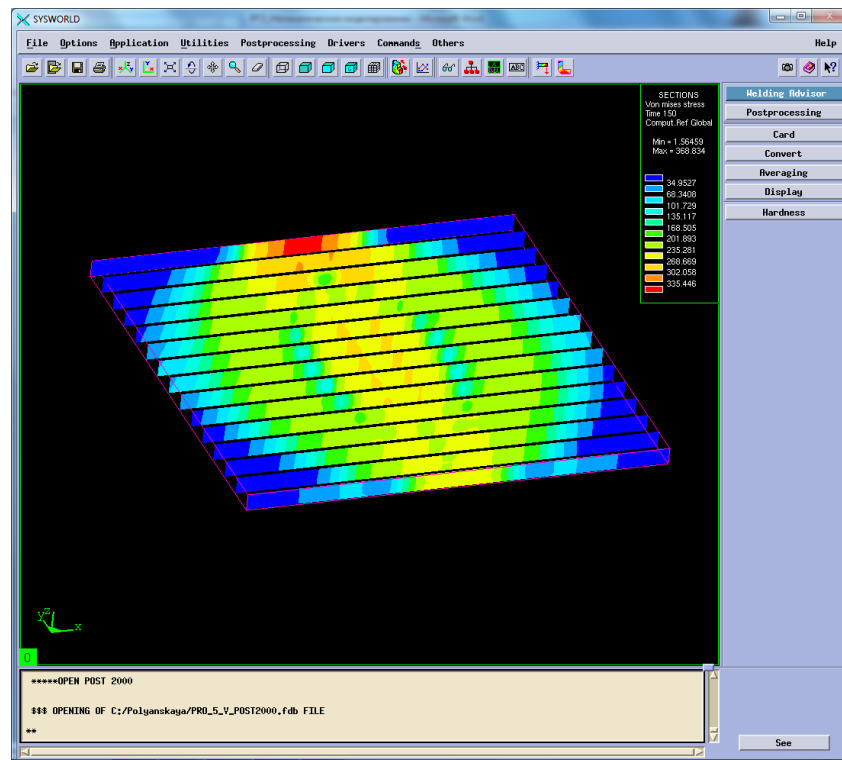 SYSWORLD
File Options Application Utilities Postprocessing Drivers Commands Others Help
ABC
SECTIONS
Von mises stress
Time 150
Comput.Ref Global
Min = 1.56459
Max = 368.834
34.9527
68.3408
101.729
135.117
168.505
201.893
235.281
268.669
302.058
335.446
Welding Advisor
Postprocessing
Card
Convert
Averaging
Display
Hardness
yz
x
0
*****OPEN POST 2000
$$$ OPENING OF C:/Polyanskaya/PRO_5_V_POST2000.fdb FILE
**
See